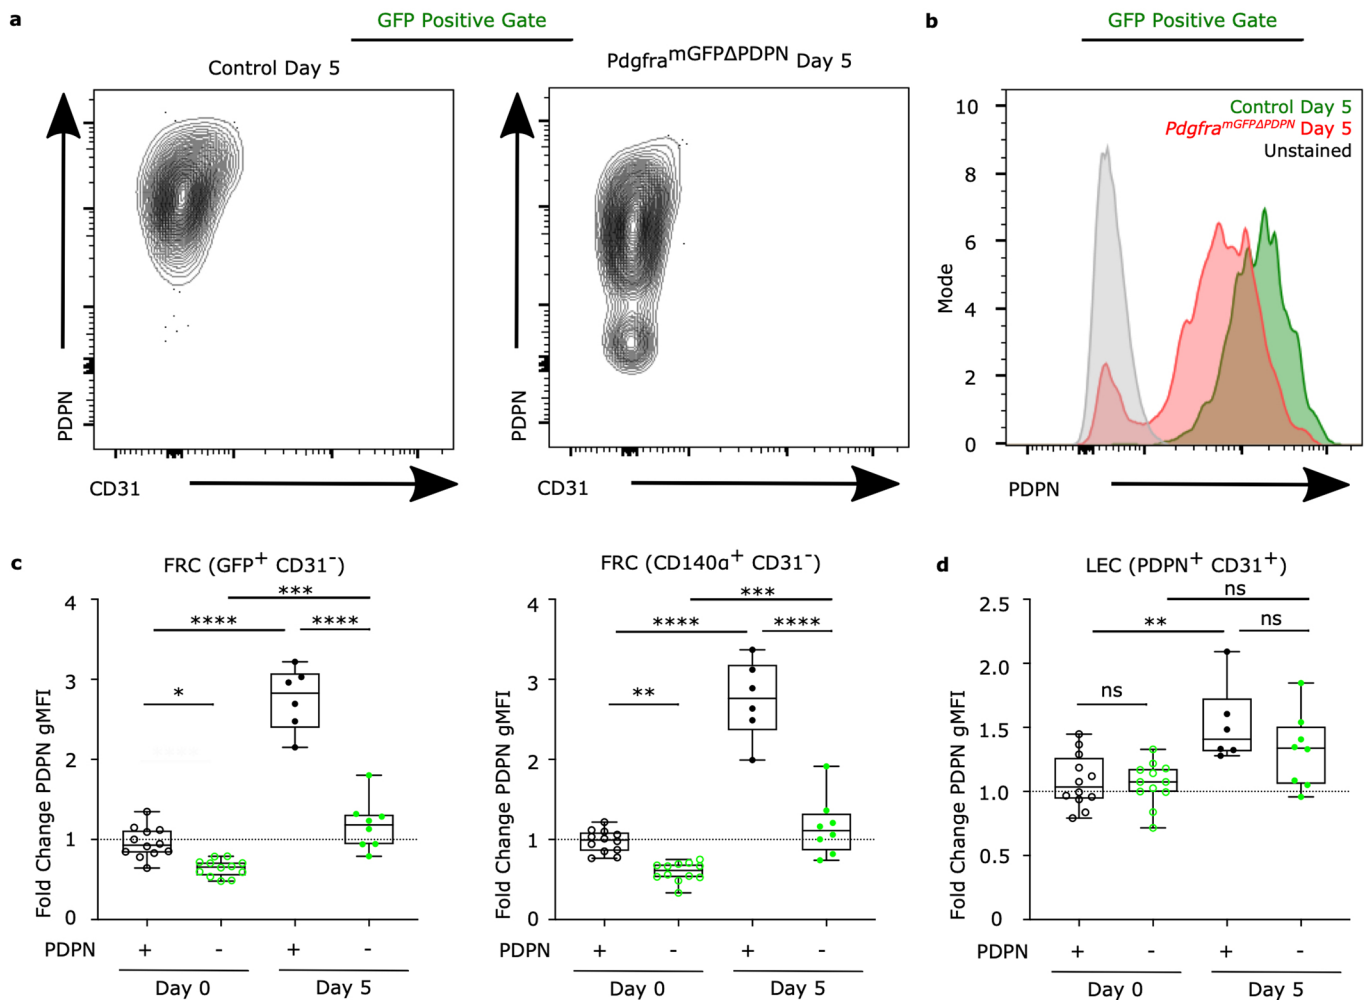 a
GFP Positive Gate
Control Day 5
PdgframGFPΔPDPN Day 5
PDPN
CD31
PDPN
CD31
b
GFP Positive Gate
Control Day 5
PdgframGFPΔPDPN Day 5
Unstained
Mode
10
8
6
4
2
0
PDPN
c
FRC (GFP+ CD31-)
***
****
****
*
Fold Change PDPN gMFI
4
3
2
1
0
PDPN + - + -
Day 0 Day 5
FRC (CD140α+ CD31-)
***
****
****
**
Fold Change PDPN gMFI
4
3
2
1
0
PDPN + - + -
Day 0 Day 5
d
LEC (PDPN+ CD31+)
ns
**
ns
ns
Fold Change PDPN gMFI
2.5
2.0
1.5
1.0
0.5
0
PDPN + - + -
Day 0 Day 5